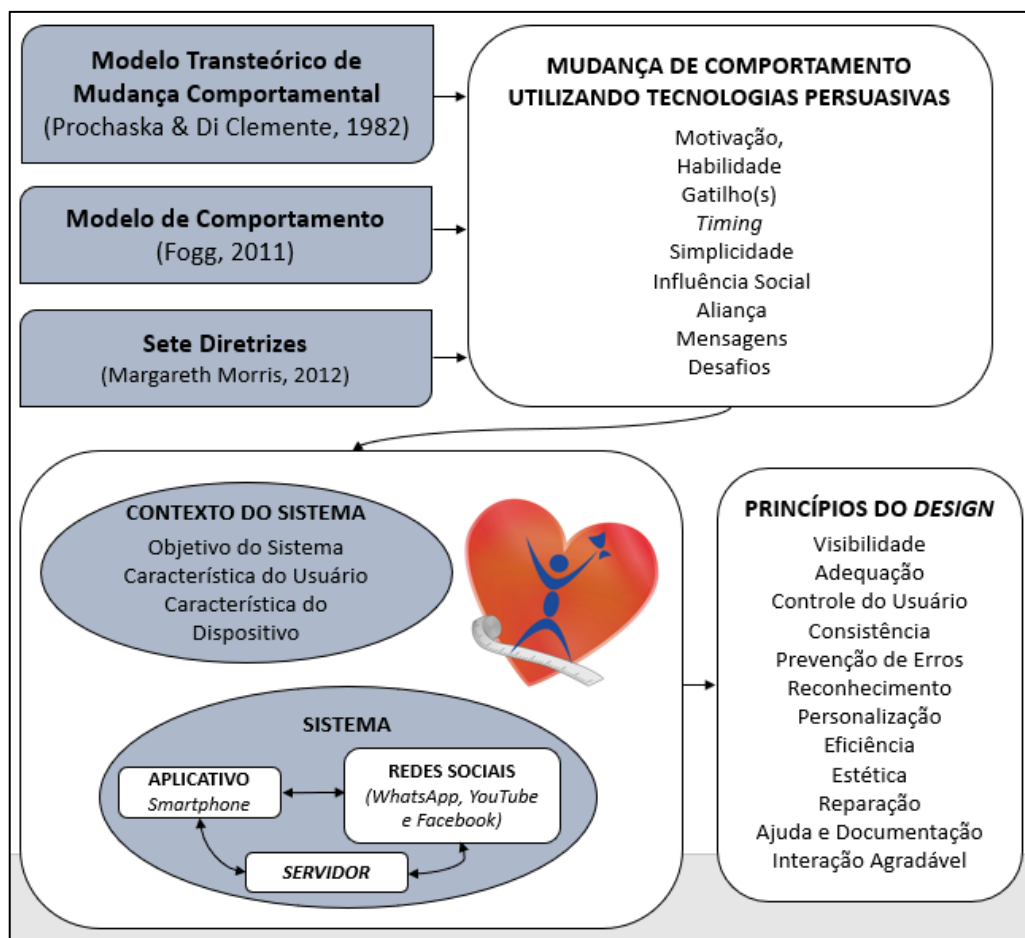 Modelo Transteórico de
Mudança Comportamental
(Prochaska & Di Clemente, 1982)
Modelo de Comportamento
(Fogg, 2011)
Sete Diretrizes
(Margareth Morris, 2012)
MUDANÇA DE COMPORTAMENTO
UTILIZANDO TECNOLOGIAS PERSUASIVAS
Motivação,
Habilidade
Gatilho(s)
Timing
Simplicidade
Influência Social
Aliança
Mensagens
Desafios
CONTEXTO DO SISTEMA
Objetivo do Sistema
Característica do Usuário
Característica do
Dispositivo
SISTEMA
APLICATIVO
Smartphone
REDES SOCIAIS
(WhatsApp, YouTube
e Facebook)
SERVIDOR
PRINCÍPIOS DO DESIGN
Visibilidade
Adequação
Controle do Usuário
Consistência
Prevenção de Erros
Reconhecimento
Personalização
Eficiência
Estética
Reparação
Ajuda e Documentação
Interação Agradável